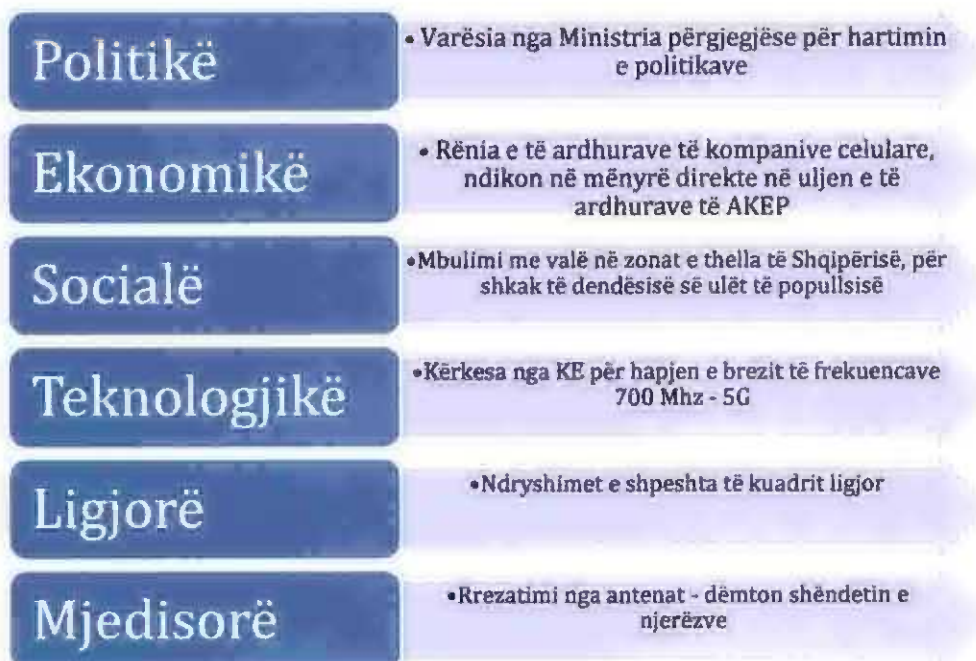 Politikë
• Varësia nga Ministria përgjegjëse për hartimin
e politikave
Ekonomikë
• Rënia e të ardhurave të kompanive celulare,
ndikon në mënyrë direkte në uljen e të
ardhurave të AKEP
Socialë
•Mbulimi me valë në zonat e thella të Shqipërisë, për
shkak të dendësisë së ulët të popullsisë
Teknologjikë
•Kërkesa nga KE për hapjen e brezit të frekuencave
700 Mhz - 5G
Ligjorë
•Ndryshimet e shpeshta të kuadrit ligjor
Mjedisorë
•Rrezatimi nga antenat - dëmton shëndetin e
njerëzve